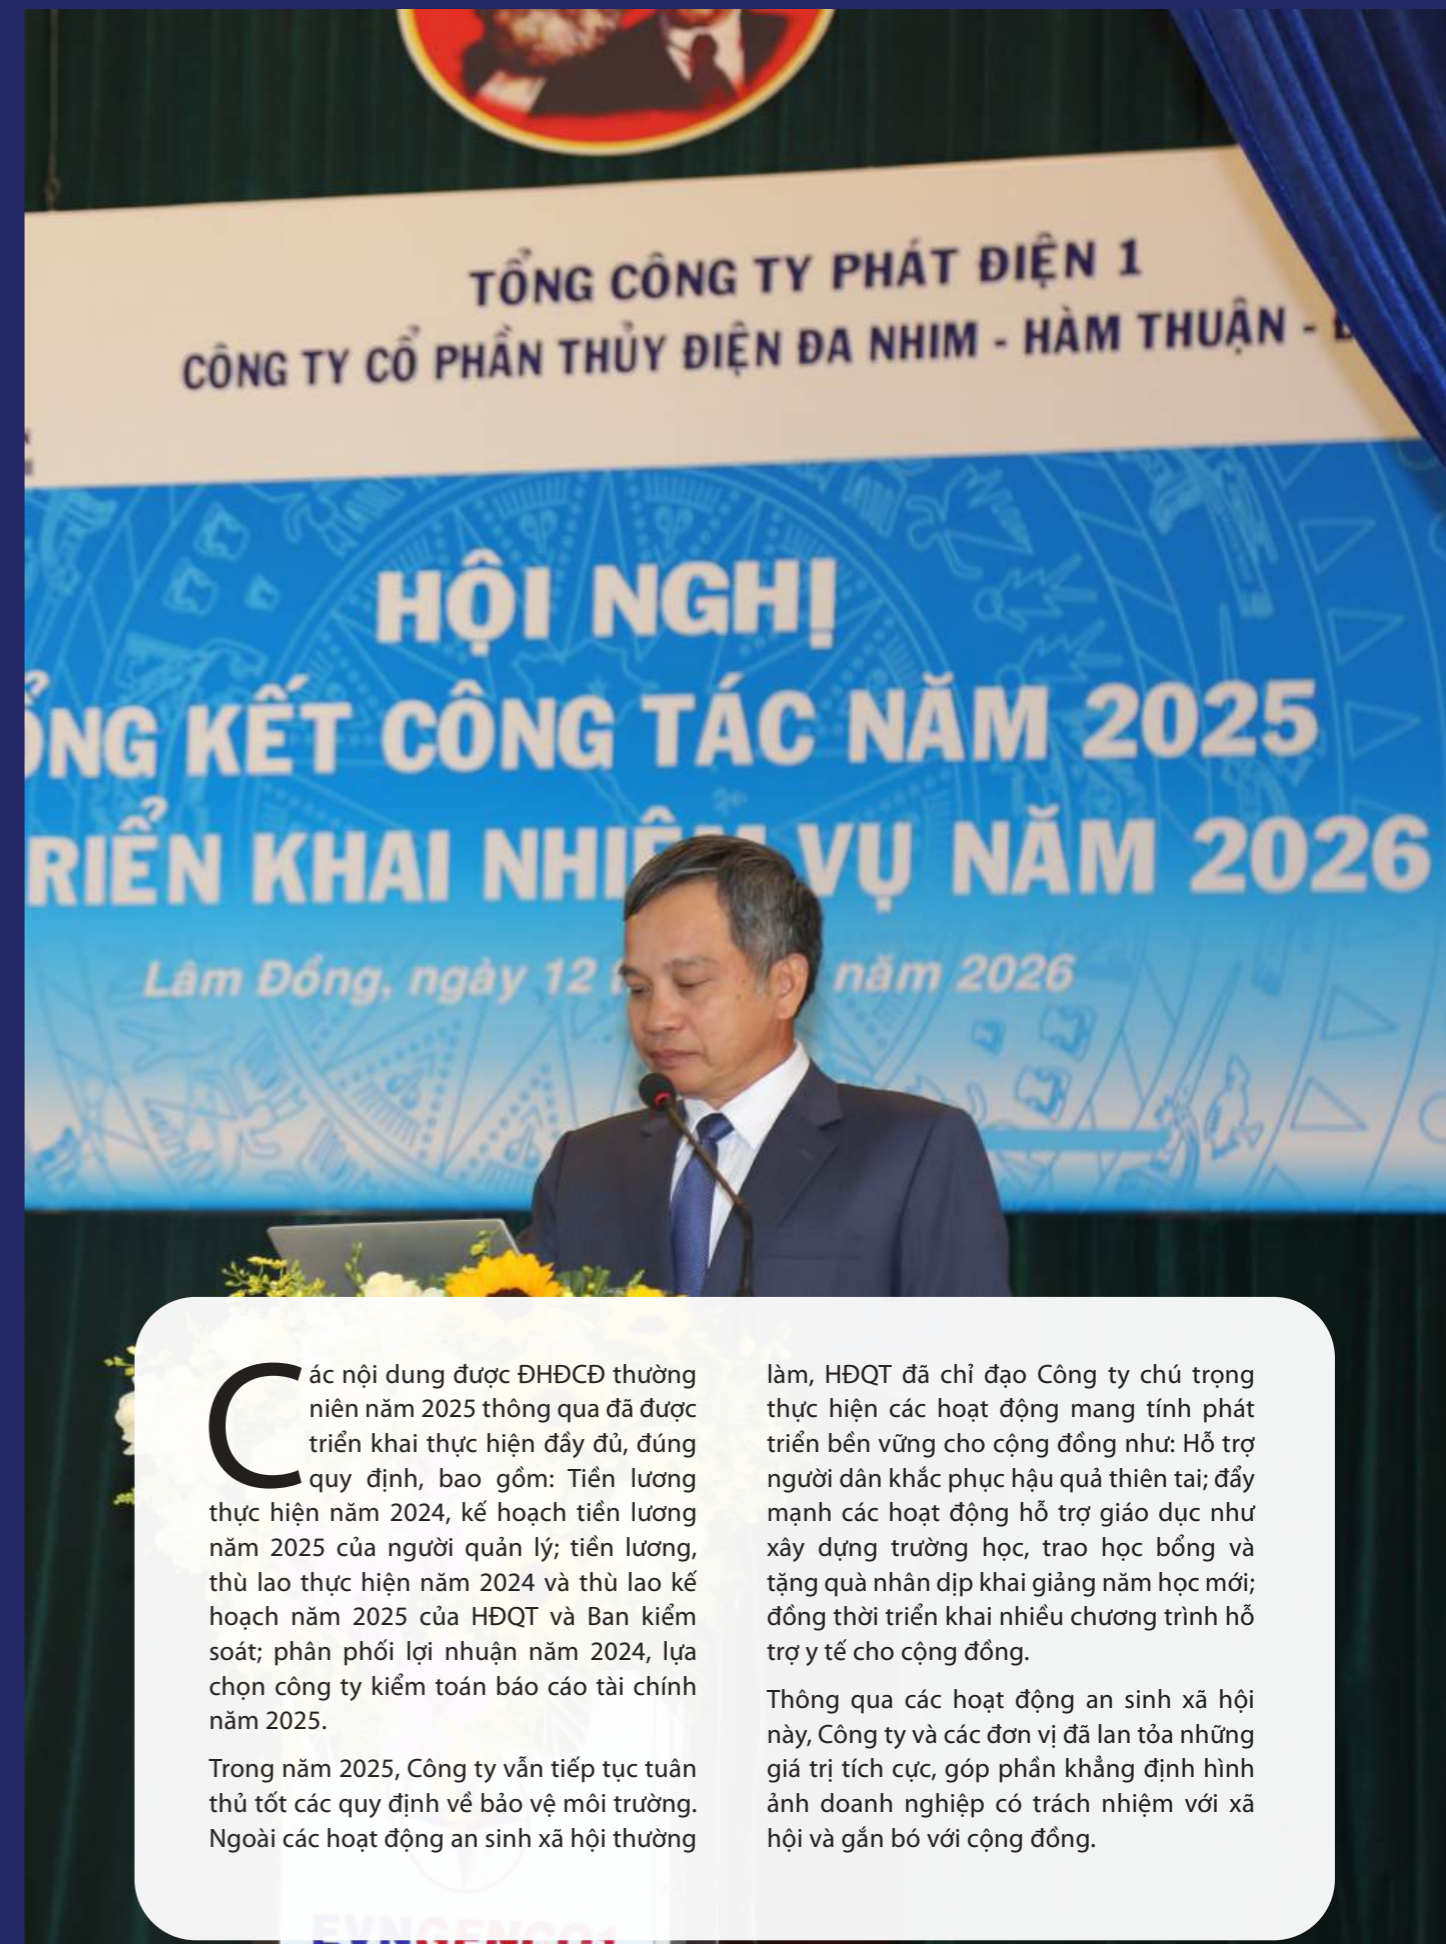 TỔNG CÔNG TY PHÁT ĐIỆN 1
CÔNG TY CỔ PHẦN THỦY ĐIỆN ĐA NHIM - HÀM THUẬN -
HỘI NGHỊ
KẾT CÔNG TÁC NĂM 2025
KHAI VỤ NĂM 2026
Lâm Đồng, ngày 12 năm 2026
Các nội dung được ĐHĐCĐ thường
niên năm 2025 thông qua đã được
triển khai thực hiện đầy đủ, đúng
quy định, bao gồm: Tiền lương
thực hiện năm 2024, kế hoạch tiền lương
năm 2025 của người quản lý; tiền lương,
thù lao thực hiện năm 2024 và thù lao kế
hoạch năm 2025 của HĐQT và Ban kiểm
soát; phân phối lợi nhuận năm 2024, lựa
chọn công ty kiểm toán báo cáo tài chính
năm 2025.
Trong năm 2025, Công ty vẫn tiếp tục tuân
thủ tốt các quy định về bảo vệ môi trường.
Ngoài các hoạt động an sinh xã hội thường
làm, HĐQT đã chỉ đạo Công ty chú trọng
thực hiện các hoạt động mang tính phát
triển bền vững cho cộng đồng như: Hỗ trợ
người dân khắc phục hậu quả thiên tai; đẩy
mạnh các hoạt động hỗ trợ giáo dục như
xây dựng trường học, trao học bổng và
tặng quà nhân dịp khai giảng năm học mới;
đồng thời triển khai nhiều chương trình hỗ
trợ y tế cho cộng đồng.
Thông qua các hoạt động an sinh xã hội
này, Công ty và các đơn vị đã lan tỏa những
giá trị tích cực, góp phần khẳng định hình
ảnh doanh nghiệp có trách nhiệm với xã
hội và gắn bó với cộng đồng.
EVNGENCO1